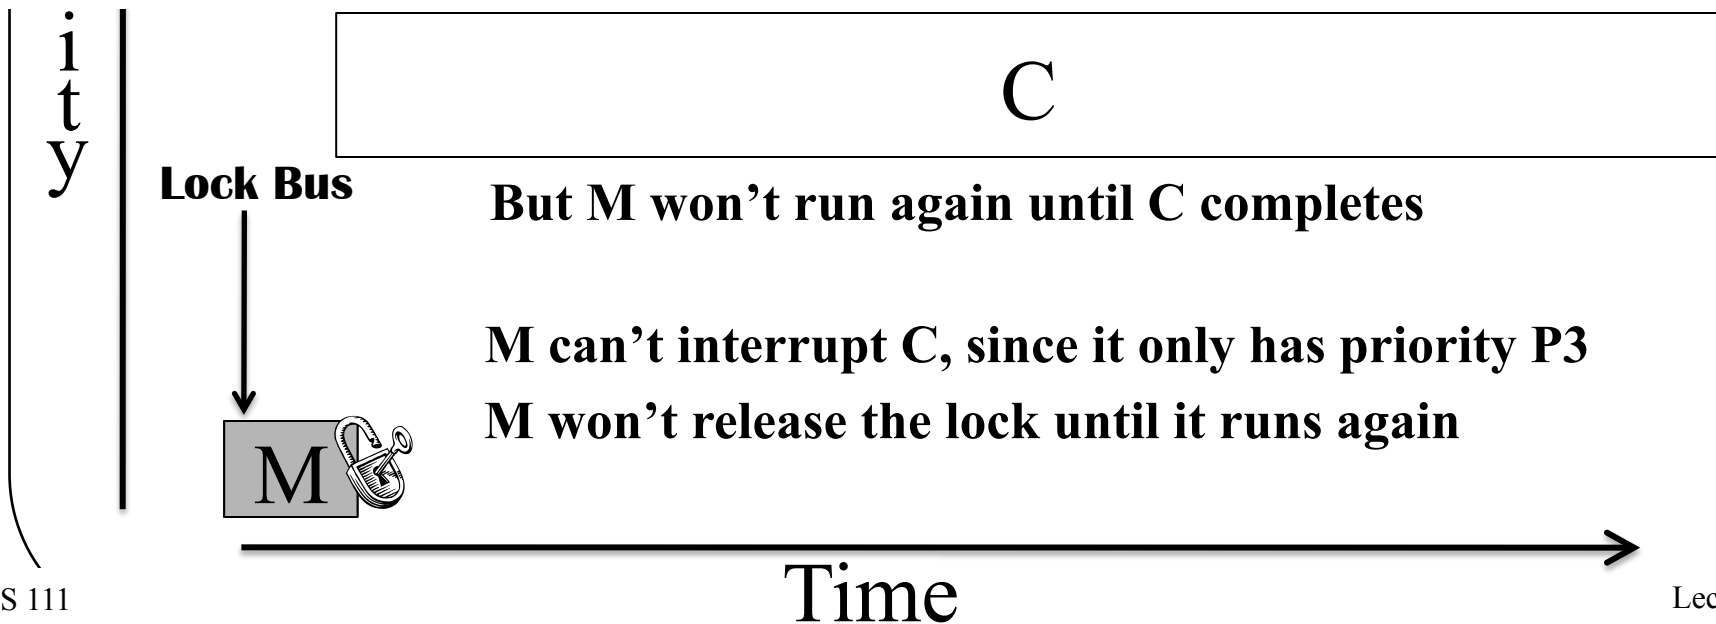 i
t
y
C
Lock Bus
But M won’t run again until C completes
M can’t interrupt C, since it only has priority P3
M won’t release the lock until it runs again
M
Time
S 111
Lec